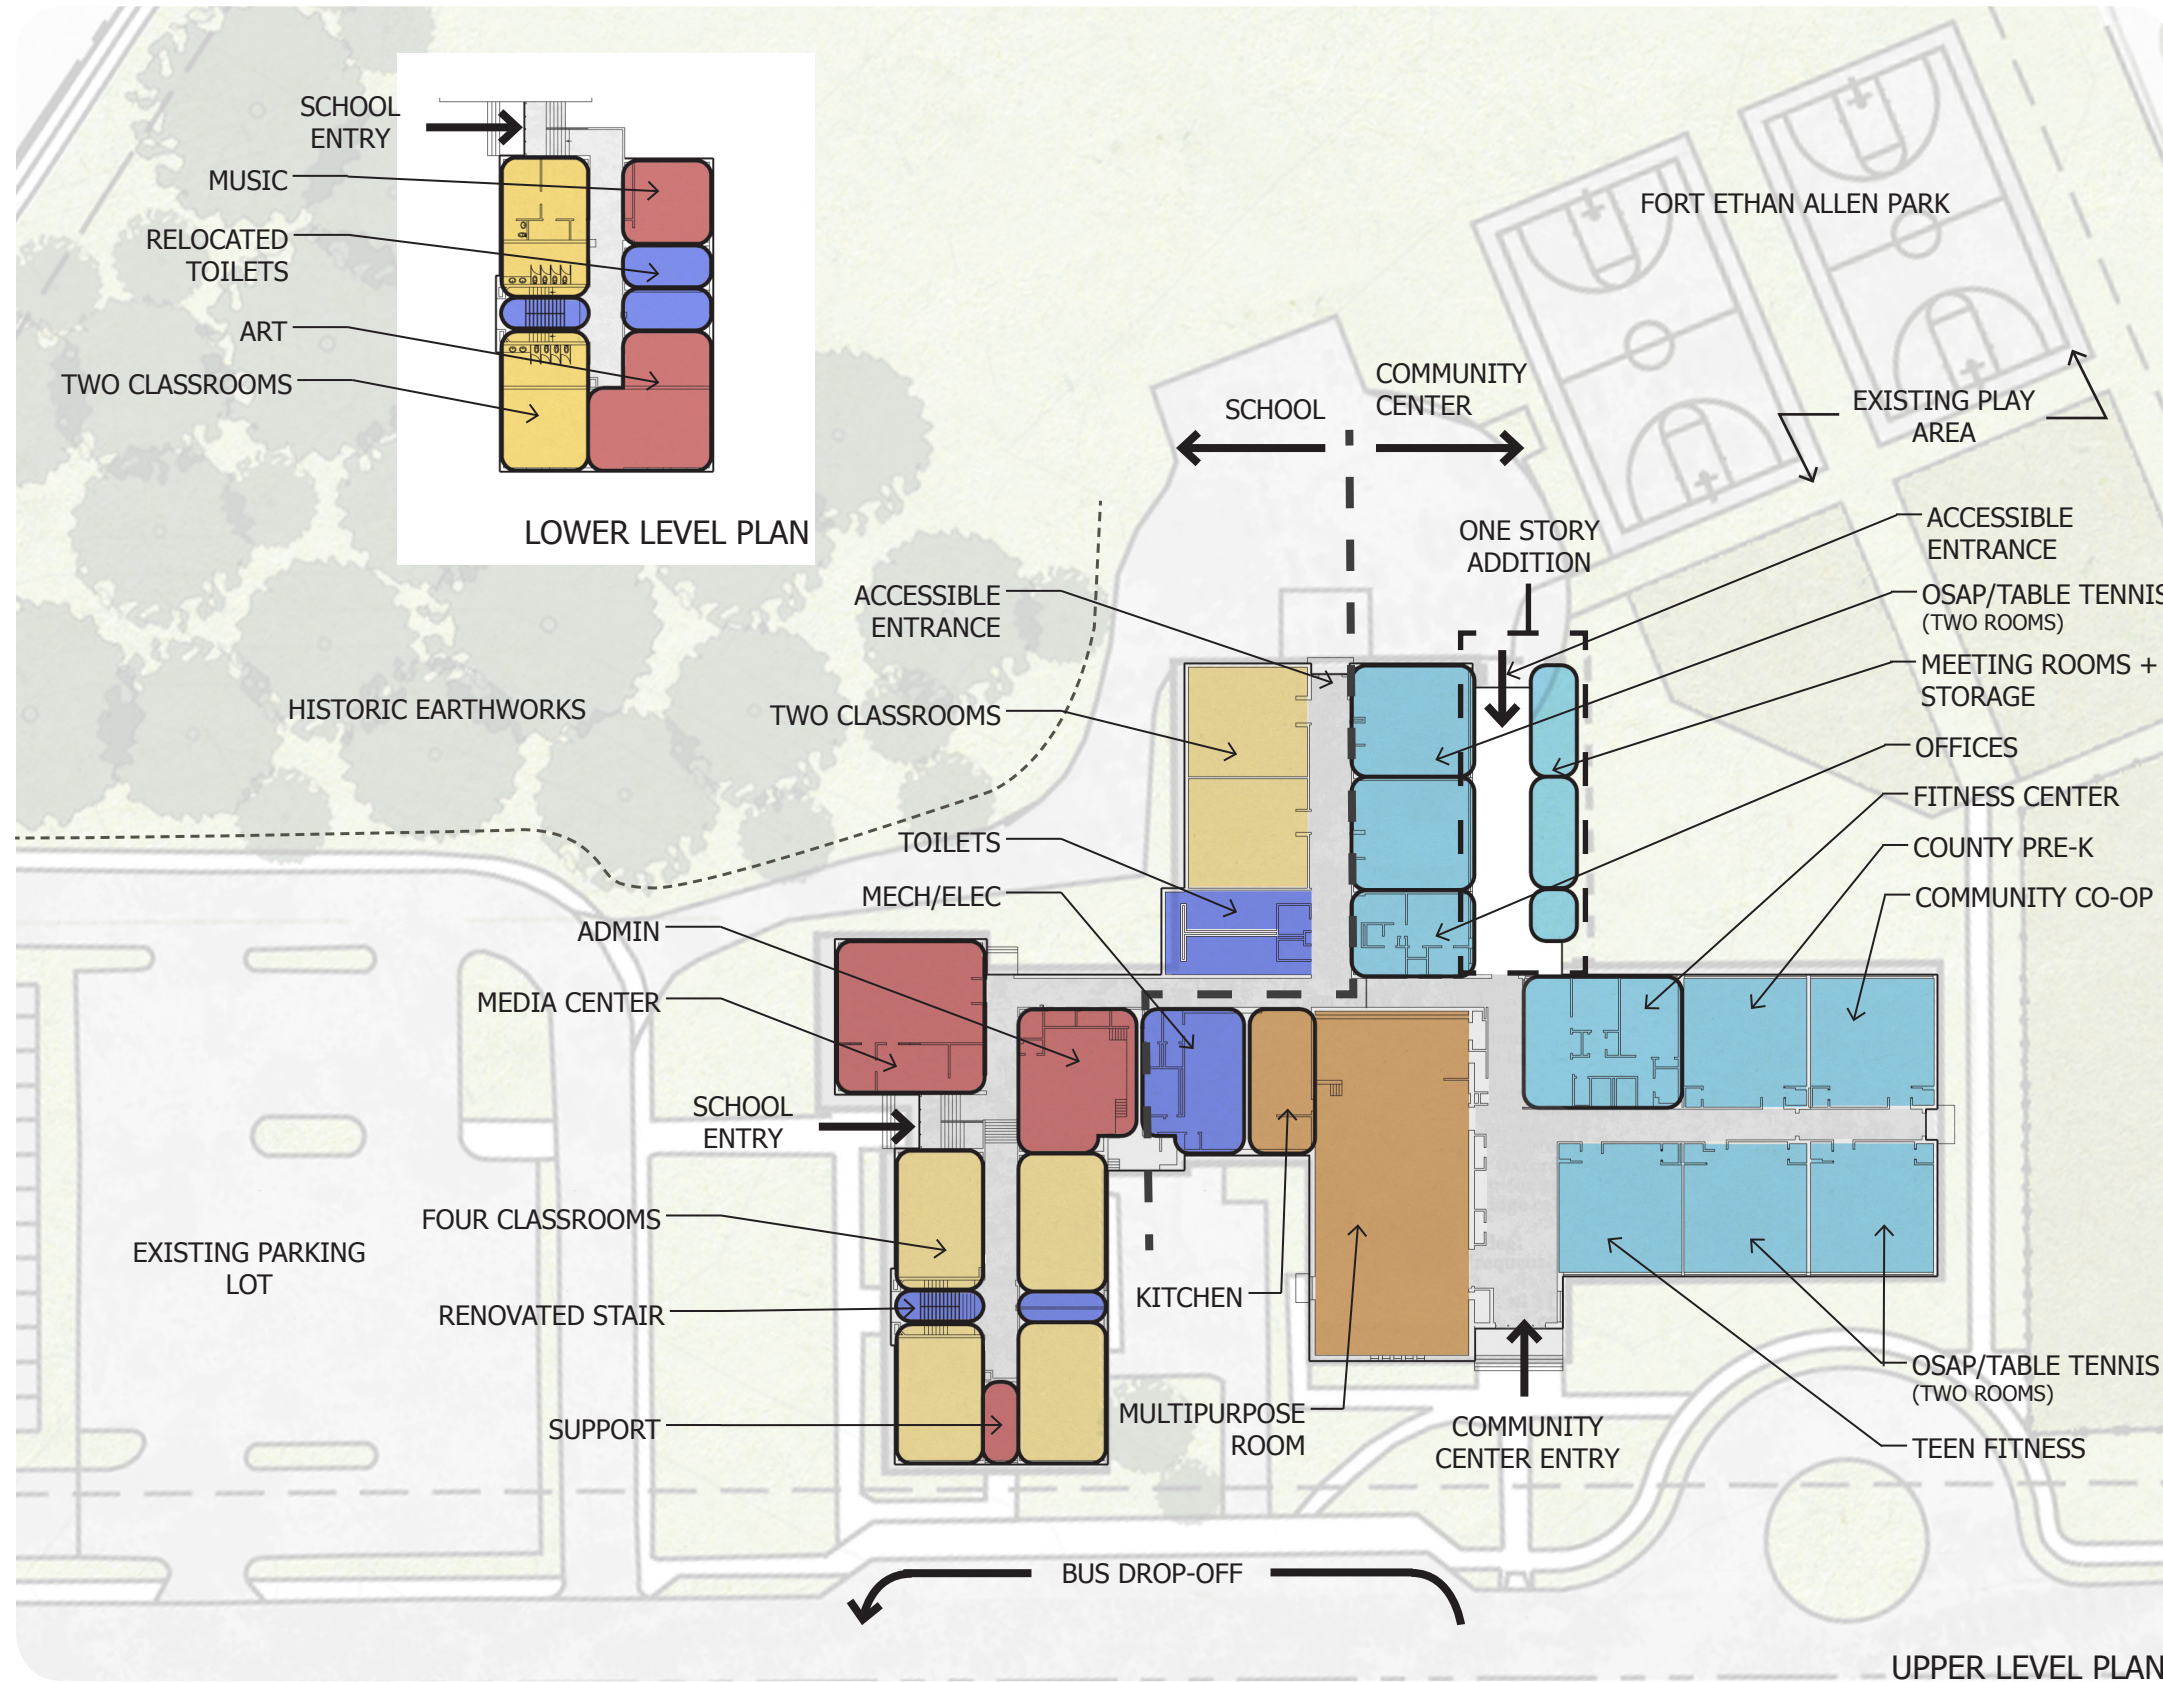 SCHOOL
ENTRY
MUSIC
RELOCATED
TOILETS
ART
TWO CLASSROOMS
LOWER LEVEL PLAN
FORT ETHAN ALLEN PARK
SCHOOL
COMMUNITY
CENTER
EXISTING PLAY
AREA
ONE STORY
ADDITION
ACCESSIBLE
ENTRANCE
OSAP/TABLE TENNIS
(TWO ROOMS)
MEETING ROOMS +
STORAGE
OFFICES
FITNESS CENTER
COUNTY PRE-K
COMMUNITY CO-OP
ACCESSIBLE
ENTRANCE
TWO CLASSROOMS
HISTORIC EARTHWORKS
TOILETS
MECH/ELEC
ADMIN
MEDIA CENTER
SCHOOL
ENTRY
FOUR CLASSROOMS
EXISTING PARKING
LOT
RENOVATED STAIR
SUPPORT
KITCHEN
MULTIPURPOSE
ROOM
COMMUNITY
CENTER ENTRY
OSAP/TABLE TENNIS
(TWO ROOMS)
TEEN FITNESS
BUS DROP-OFF
UPPER LEVEL PLAN